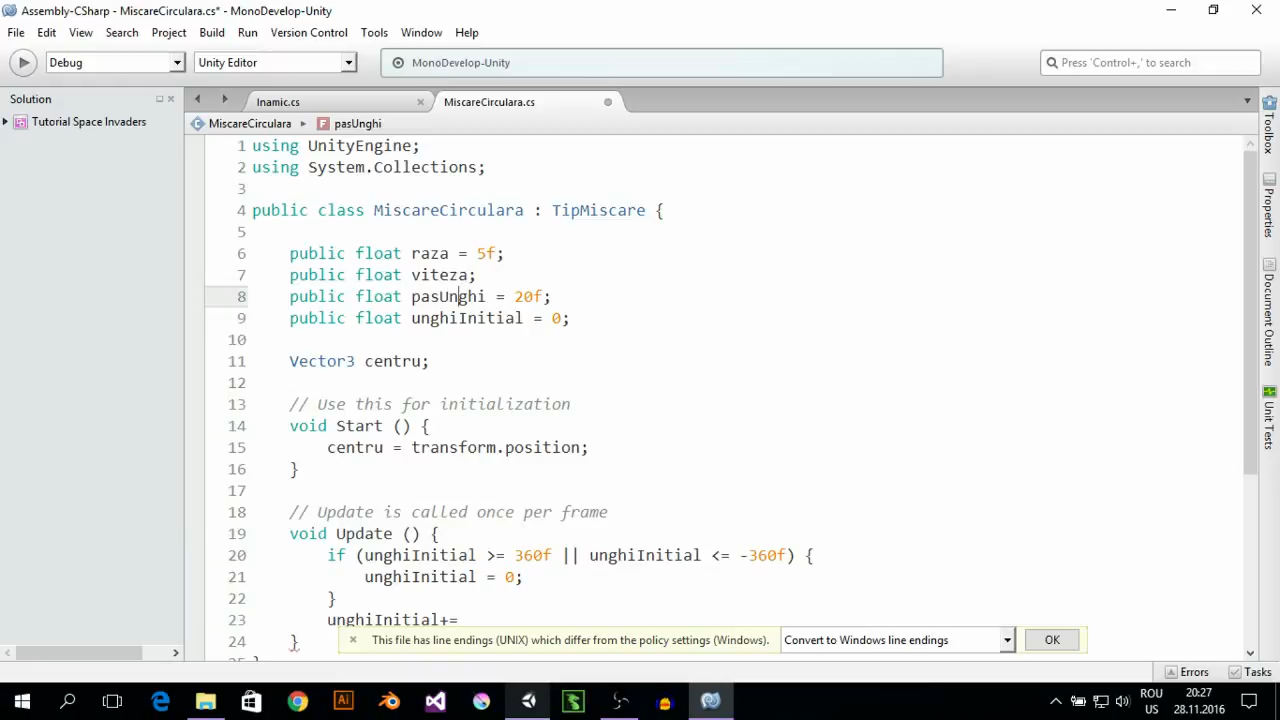 Assembly-CSharp - MiscareCirculara.cs* - MonoDevelop-Unity
File Edit View Search Project Build Run Version Control Tools Window Help
Debug Unity Editor MonoDevelop-Unity Press 'Control+,' to search
Solution Inamic.cs MiscareCirculara.cs
Tutorial Space Invaders MiscareCirculara pasUnghi
Toolbox
Properties
Document Outline
Unit Tests
1 using UnityEngine;
2 using System.Collections;
3
4 public class MiscareCirculara : TipMiscare {
5
6 public float raza = 5f;
7 public float viteza;
8 public float pasUnghi = 20f;
9 public float unghiInitial = 0;
10
11 Vector3 centru;
12
13 // Use this for initialization
14 void Start () {
15 centru = transform.position;
16 }
17
18 // Update is called once per frame
19 void Update () {
20 if (unghiInitial >= 360f || unghiInitial <= -360f) {
21 unghiInitial = 0;
22 }
23 unghiInitial+=
24 }
This file has line endings (UNIX) which differ from the policy settings (Windows). Convert to Windows line endings OK
Errors Tasks
ROU 20:27
US 28.11.2016